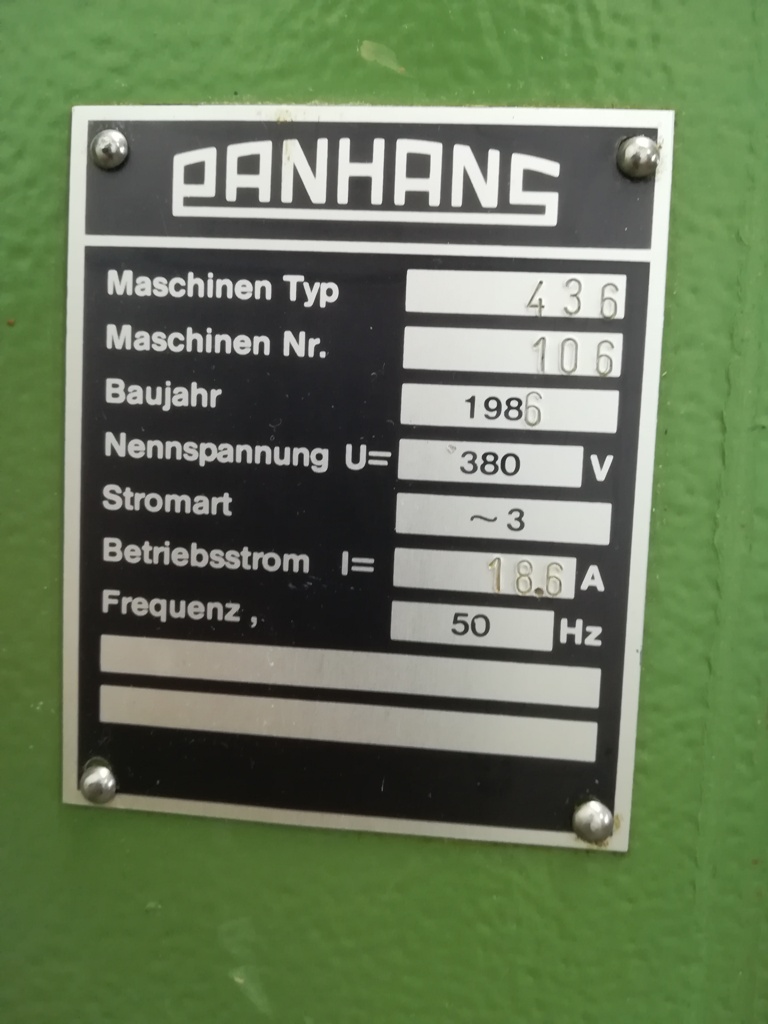 PANHANS
Maschinen Typ 436
Maschinen Nr. 106
Baujahr 1986
Nennspannung U= 380 V
Stromart ~3
Betriebsstrom I= 18.6 A
Frequenz, 50 Hz